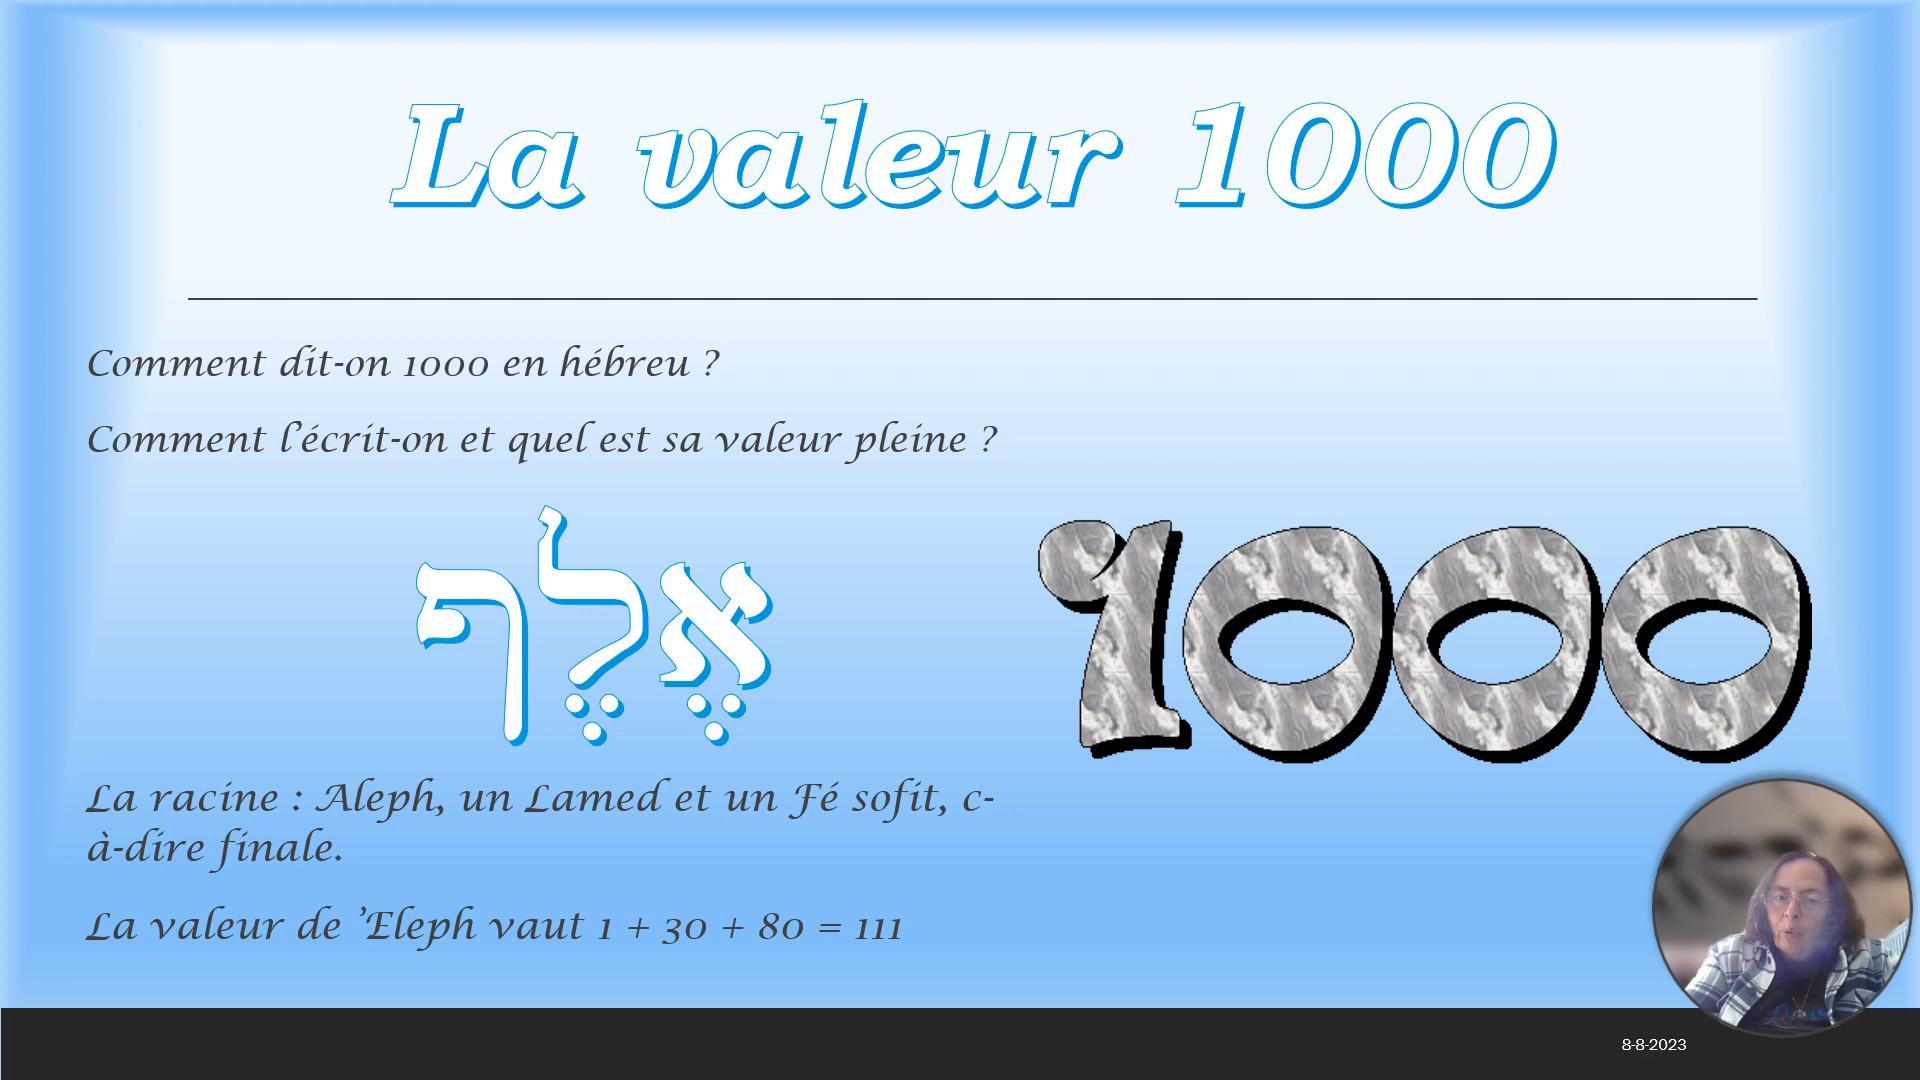 La valeur 1000
Comment dit-on 1000 en hébreu ?
Comment l’écrit-on et quel est sa valeur pleine ?
אֶלֶף
1000
La racine : Aleph, un Lamed et un Fé sofit, c-
à-dire finale.
La valeur de ’Eleph vaut 1 + 30 + 80 = 111
8-8-2023